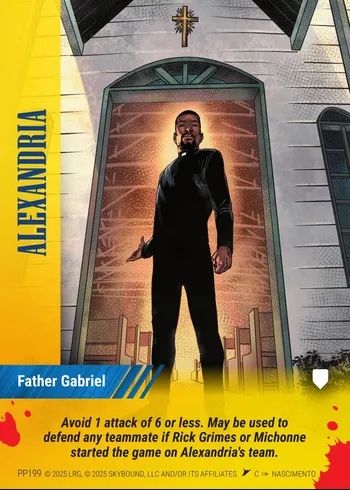 ALEXANDRIA
Father Gabriel
Avoid 1 attack of 6 or less. May be used to
defend any teammate if Rick Grimes or Michonne
started the game on Alexandria's team.
PP199 © 2025 LRG, © 2025 SKYBOUND, LLC AND/OR ITS AFFILIATES. C NASCIMENTO